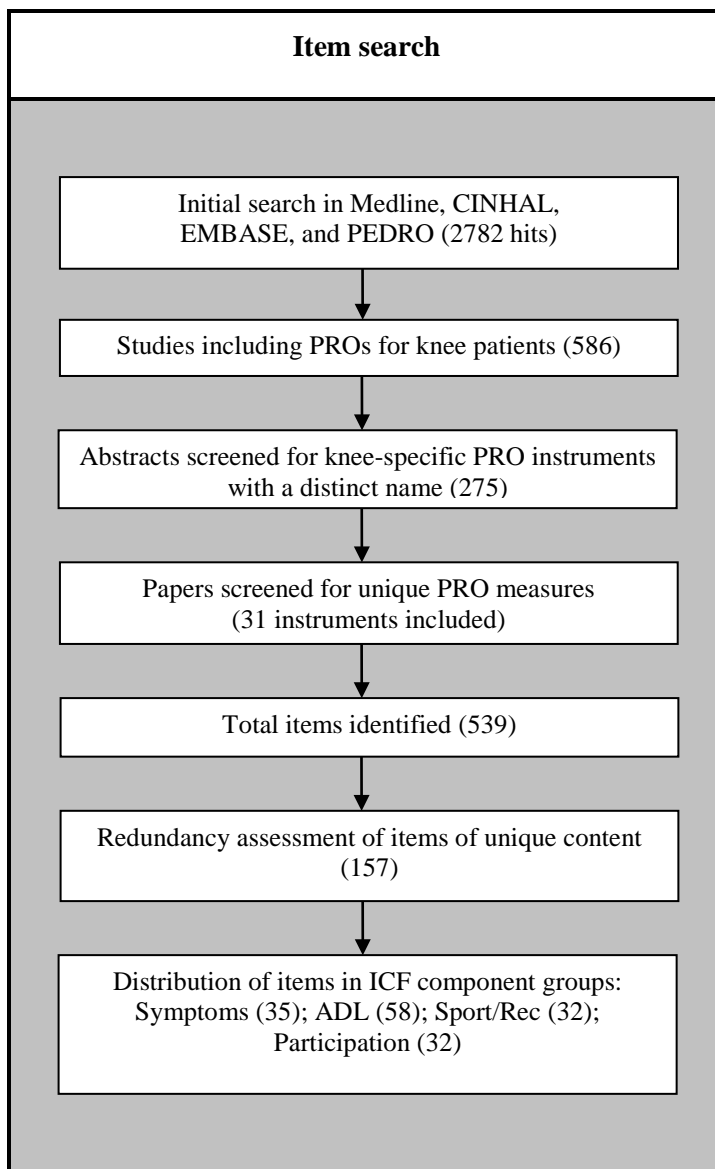 Item search
Initial search in Medline, CINHAL,
EMBASE, and PEDRO (2782 hits)
Studies including PROs for knee patients (586)
Abstracts screened for knee-specific PRO instruments
with a distinct name (275)
Papers screened for unique PRO measures
(31 instruments included)
Total items identified (539)
Redundancy assessment of items of unique content
(157)
Distribution of items in ICF component groups:
Symptoms (35); ADL (58); Sport/Rec (32);
Participation (32)